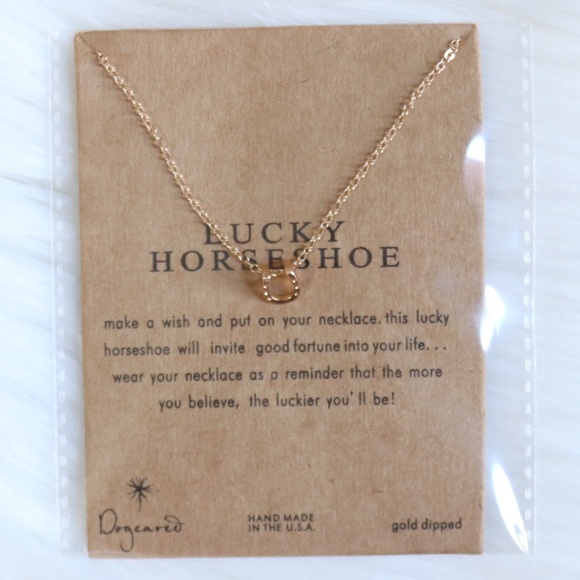 LUCKY
HORSESHOE
make a wish and put on your necklace. this lucky
horseshoe will invite good fortune into your life...
wear your necklace as a reminder that the more
you believe, the luckier you'll be!
Dogeared
HAND MADE
IN THE U.S.A.
gold dipped